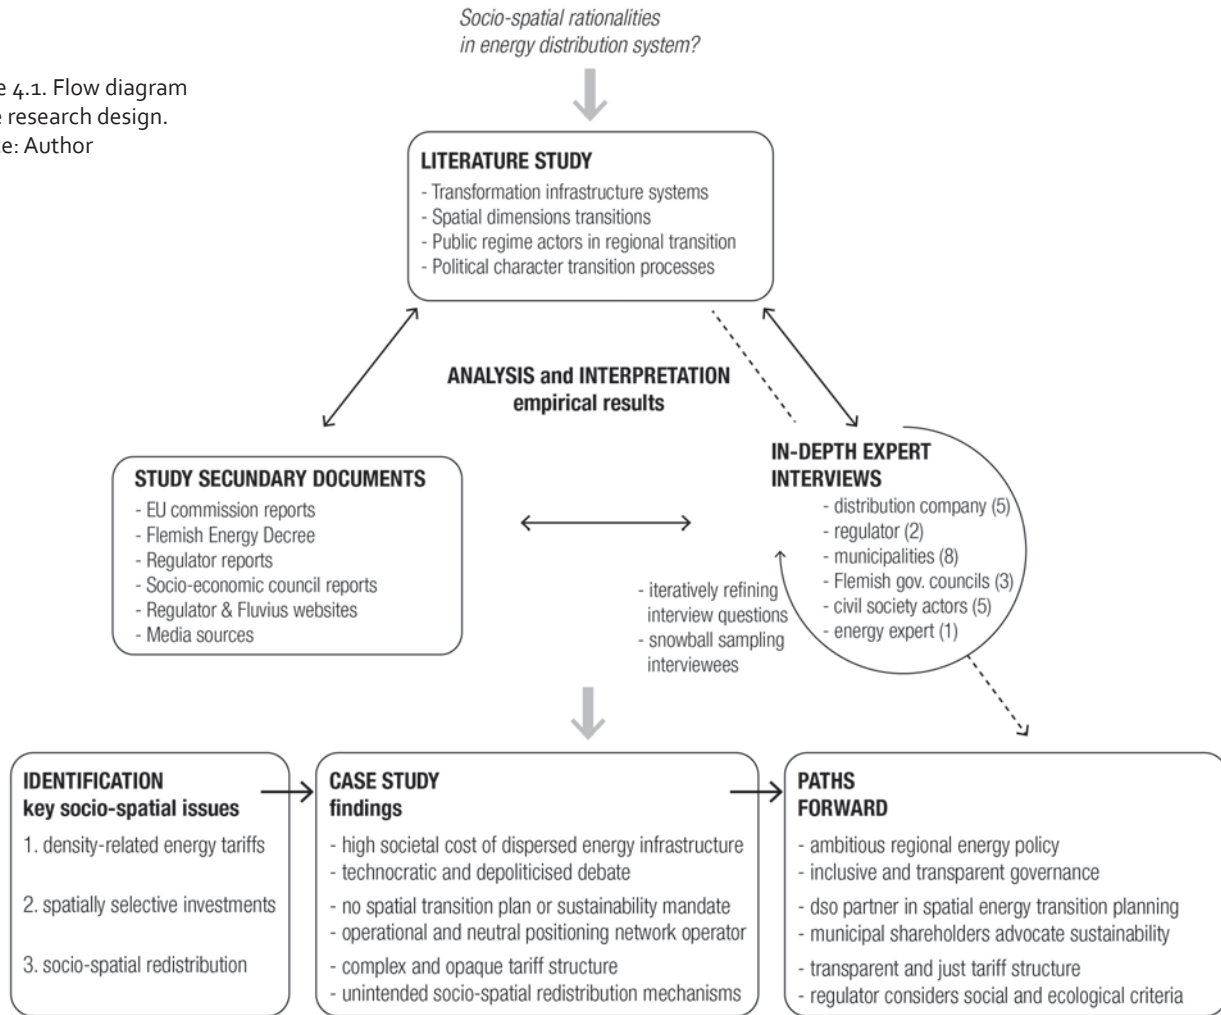 Socio-spatial rationalities
in energy distribution system?
4.1. Flow diagram
research design.
: Author
LITERATURE STUDY
- Transformation infrastructure systems
- Spatial dimensions transitions
- Public regime actors in regional transition
- Political character transition processes
ANALYSIS and INTERPRETATION
empirical results
STUDY SECUNDARY DOCUMENTS
- EU commission reports
- Flemish Energy Decree
- Regulator reports
- Socio-economic council reports
- Regulator & Fluvius websites
- Media sources
IN-DEPTH EXPERT
INTERVIEWS
- distribution company (5)
- regulator (2)
- municipalities (8)
- Flemish gov. councils (3)
- civil society actors (5)
- energy expert (1)
- iteratively refining
interview questions
- snowball sampling
interviewees
IDENTIFICATION
key socio-spatial issues
1. density-related energy tariffs
2. spatially selective investments
3. socio-spatial redistribution
CASE STUDY
findings
- high societal cost of dispersed energy infrastructure
- technocratic and depoliticised debate
- no spatial transition plan or sustainability mandate
- operational and neutral positioning network operator
- complex and opaque tariff structure
- unintended socio-spatial redistribution mechanisms
PATHS
FORWARD
- ambitious regional energy policy
- inclusive and transparent governance
- dso partner in spatial energy transition planning
- municipal shareholders advocate sustainability
- transparent and just tariff structure
- regulator considers social and ecological criteria